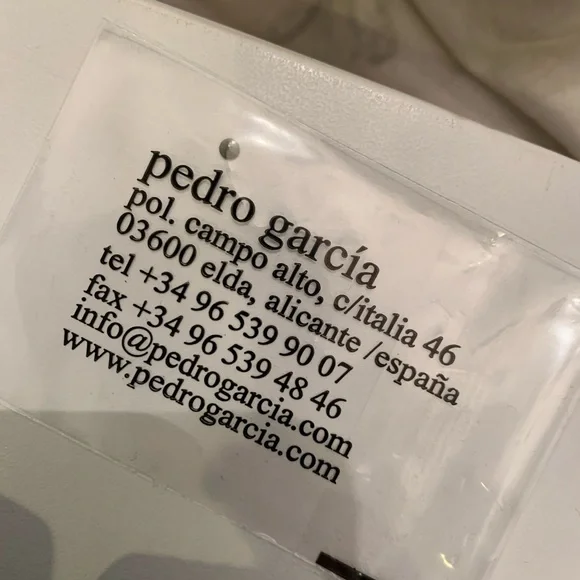 pedro garcía
pol. campo alto, c/italia 46
03600 elda, alicante /españa
tel +34 96 539 90 07
fax +34 96 539 48 46
info@pedrogarcia.com
www.pedrogarcia.com